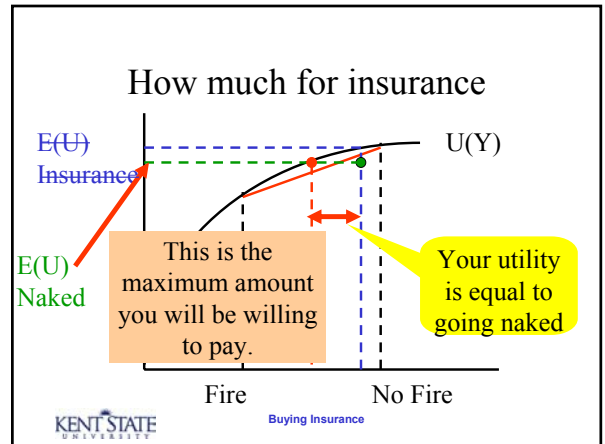 How much for insurance
E(U)
Insurance
U(Y)
E(U)
Naked
This is the
maximum amount
you will be willing
to pay.
Your utility
is equal to
going naked
Fire
No Fire
KENT STATE
UNIVERSITY
Buying Insurance